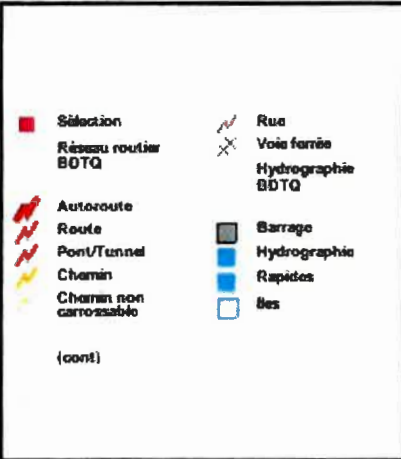 Sélection
Réseau routier
BDTQ
Autoroute
Route
Pont/Tunnel
Chemin
Chemin non
carrossable
(cont)
Rue
Voie ferrée
Hydrographie
BDTQ
Barrage
Hydrographie
Rapides
Îles